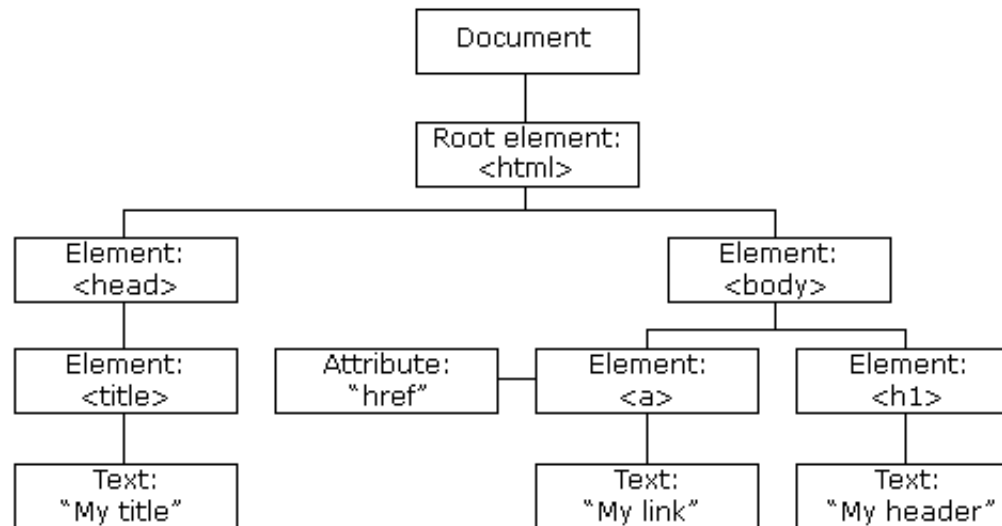 Document
Root element:
<html>
Element:
<head>
Element:
<body>
Element:
<title>
Attribute:
“href”
Element:
<a>
Element:
<h1>
Text:
“My title”
Text:
“My link”
Text:
“My header”